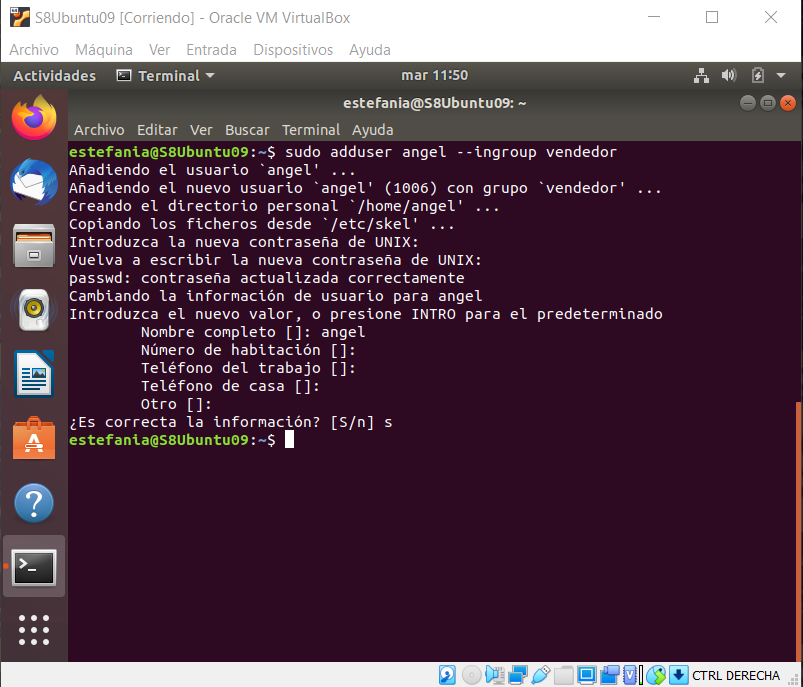 S8Ubuntu09 [Corriendo] - Oracle VM VirtualBox
Archivo Máquina Ver Entrada Dispositivos Ayuda
Actividades Terminal mar 11:50
estefania@S8Ubuntu09: ~
Archivo Editar Ver Buscar Terminal Ayuda
estefania@S8Ubuntu09:~$ sudo adduser angel --ingroup vendedor
Añadiendo el usuario `angel' ...
Añadiendo el nuevo usuario `angel' (1006) con grupo `vendedor' ...
Creando el directorio personal `/home/angel' ...
Copiando los ficheros desde `/etc/skel' ...
Introduzca la nueva contraseña de UNIX:
Vuelva a escribir la nueva contraseña de UNIX:
passwd: contraseña actualizada correctamente
Cambiando la información de usuario para angel
Introduzca el nuevo valor, o presione INTRO para el predeterminado
Nombre completo []: angel
Número de habitación []:
Teléfono del trabajo []:
Teléfono de casa []:
Otro []:
¿Es correcta la información? [S/n] s
estefania@S8Ubuntu09:~$
CTRL DERECHA